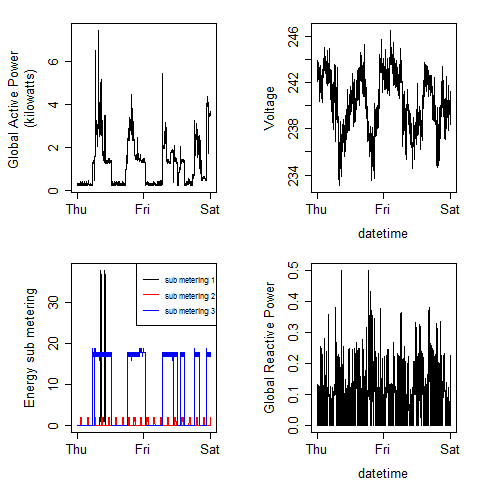 Global Active Power
(kilowatts)
6
4
2
0
Thu
Fri
Sat
Voltage
246
242
238
234
Thu
Fri
Sat
datetime
Energy sub metering
30
20
10
0
sub metering 1
sub metering 2
sub metering 3
Thu
Fri
Sat
Global Reactive Power
0.5
0.4
0.3
0.2
0.1
0.0
Thu
Fri
Sat
datetime